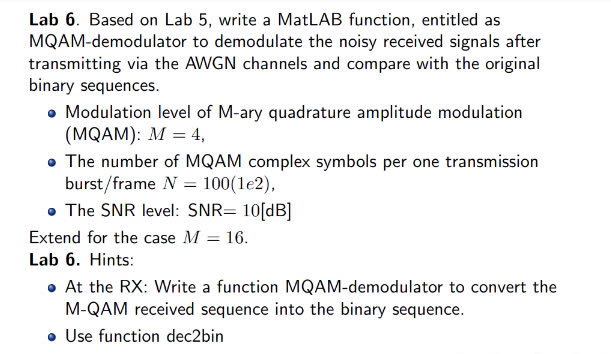 Lab 6. Based on Lab 5, write a MatLAB function, entitled as
MQAM-demodulator to demodulate the noisy received signals after
transmitting via the AWGN channels and compare with the original
binary sequences.
• Modulation level of M-ary quadrature amplitude modulation
(MQAM): M = 4,
• The number of MQAM complex symbols per one transmission
burst/frame N = 100(1e2),
• The SNR level: SNR= 10[dB]
Extend for the case M = 16.
Lab 6. Hints:
• At the RX: Write a function MQAM-demodulator to convert the
M-QAM received sequence into the binary sequence.
• Use function dec2bin